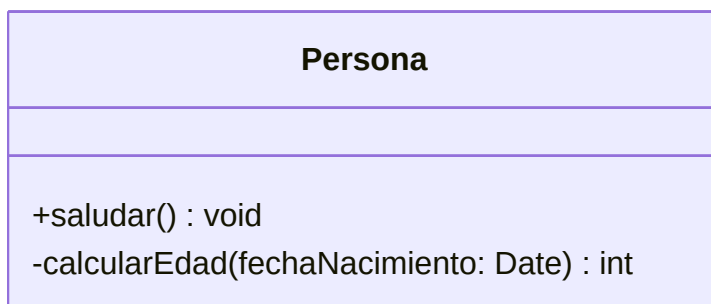 Persona
+saludar() : void
-calcularEdad(fechaNacimiento: Date) : int